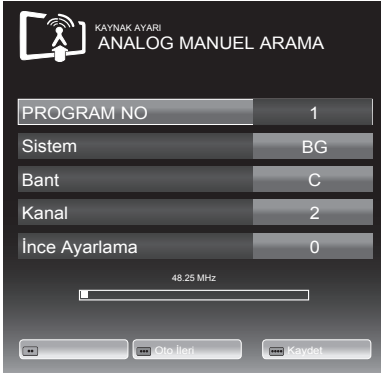 KAYNAK AYARI
ANALOG MANUEL ARAMA
PROGRAM NO 1
Sistem BG
Bant C
Kanal 2
İnce Ayarlama 0
48.25 MHz
Oto İleri Kaydet